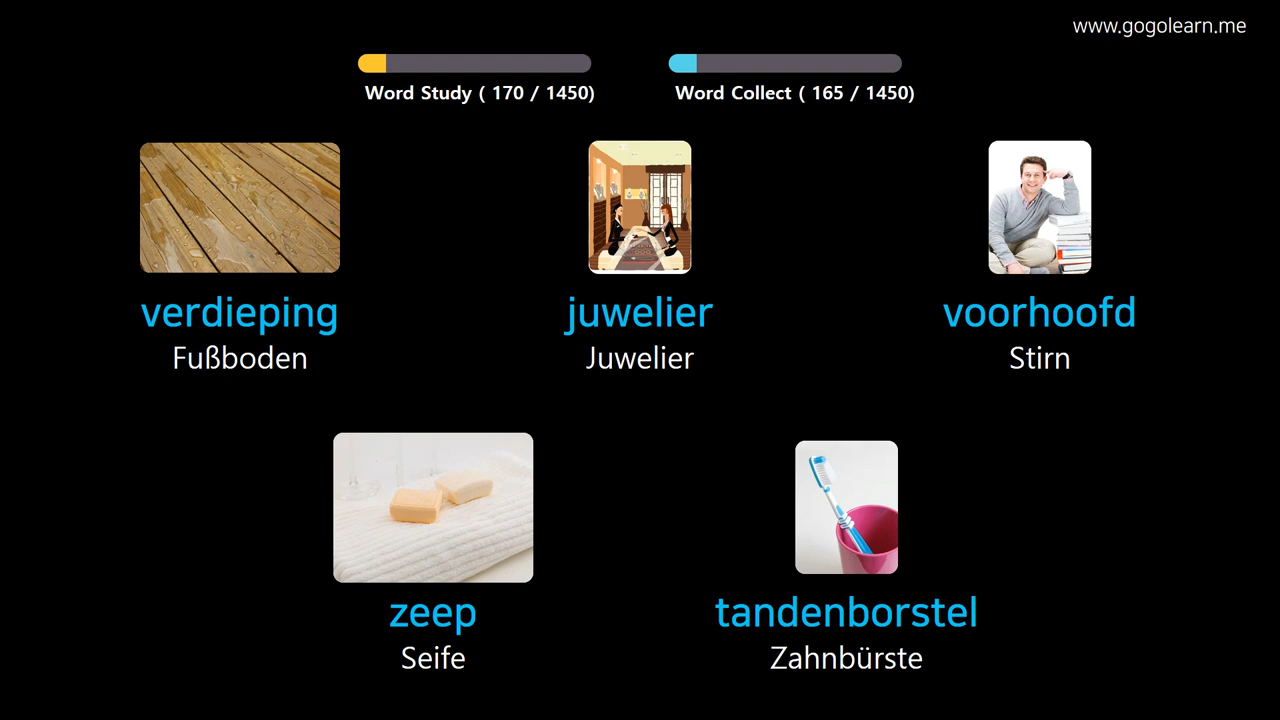 www.gogolearn.me
Word Study ( 170 / 1450)
Word Collect ( 165 / 1450)
verdieping
Fußboden
juwelier
Juwelier
voorhoofd
Stirn
zeep
Seife
tandenborstel
Zahnbürste